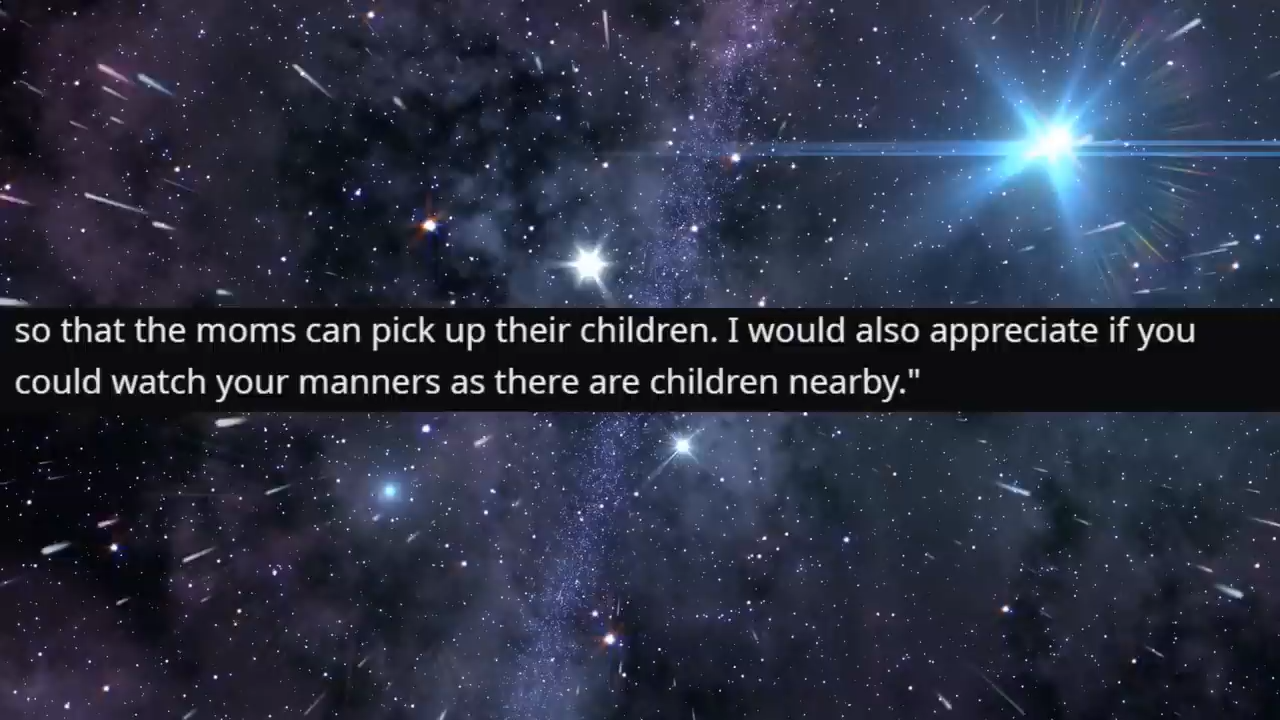 so that the moms can pick up their children. I would also appreciate if you
could watch your manners as there are children nearby."